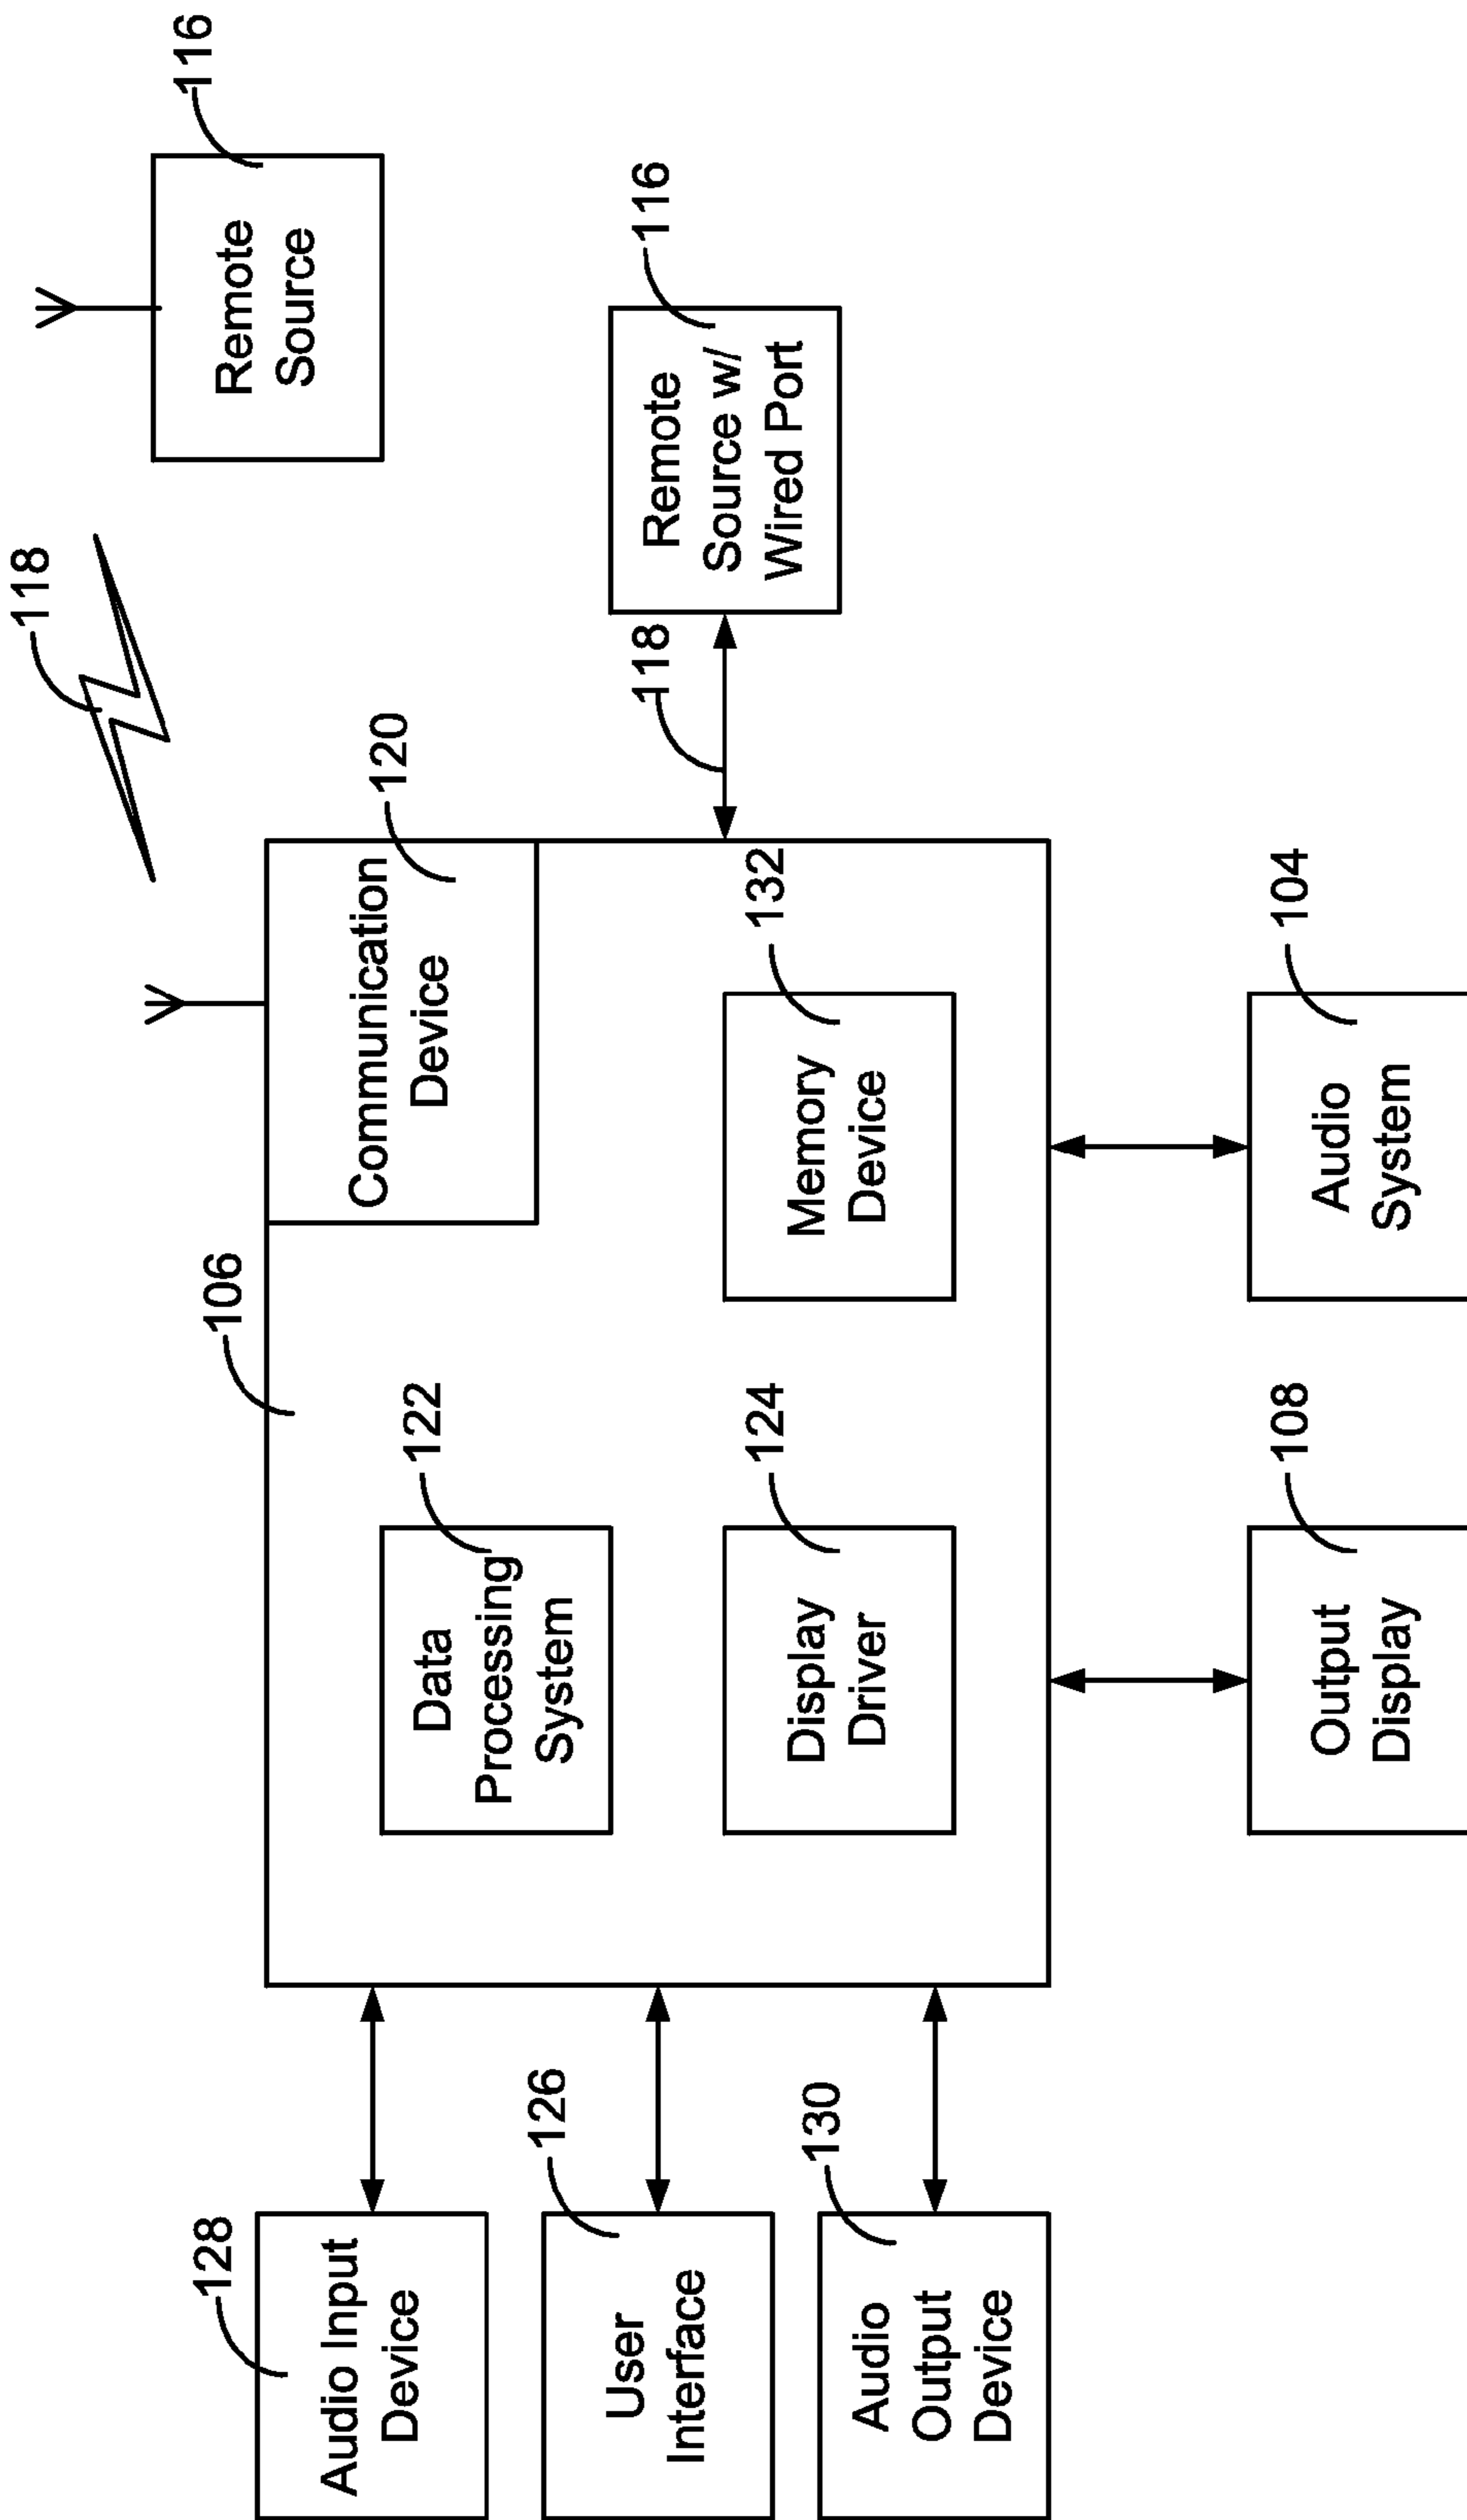 118
116
Remote
Source
106
120
Communication
Device
128
Audio Input
Device
122
Data
Processing
System
118
116
Remote
Source w/
Wired Port
126
User
Interface
124
Display
Driver
132
Memory
Device
130
Audio
Output
Device
108
Output
Display
104
Audio
System